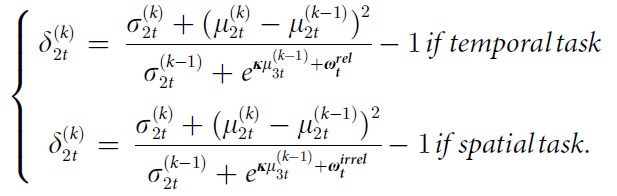 δ_{2t}^{(k)} = \frac{σ_{2t}^{(k)} + (μ_{2t}^{(k)} − μ_{2t}^{(k−1)})^2}{σ_{2t}^{(k−1)} + e^{κμ_{3t}^{(k−1)} + ω_t^{rel}}} − 1 if temporal task
δ_{2t}^{(k)} = \frac{σ_{2t}^{(k)} + (μ_{2t}^{(k)} − μ_{2t}^{(k−1)})^2}{σ_{2t}^{(k−1)} + e^{κμ_{3t}^{(k−1)} + ω_t^{irrel}}} − 1 if spatial task.